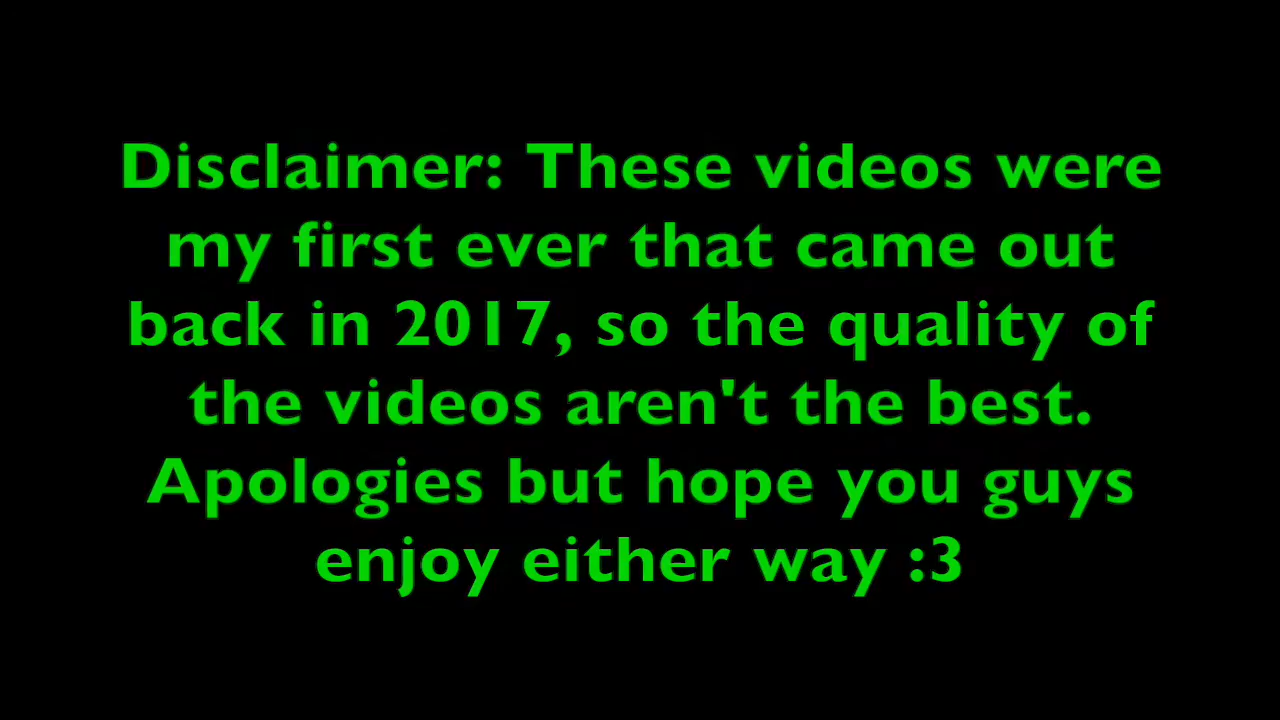 Disclaimer: These videos were
my first ever that came out
back in 2017, so the quality of
the videos aren't the best.
Apologies but hope you guys
enjoy either way :3